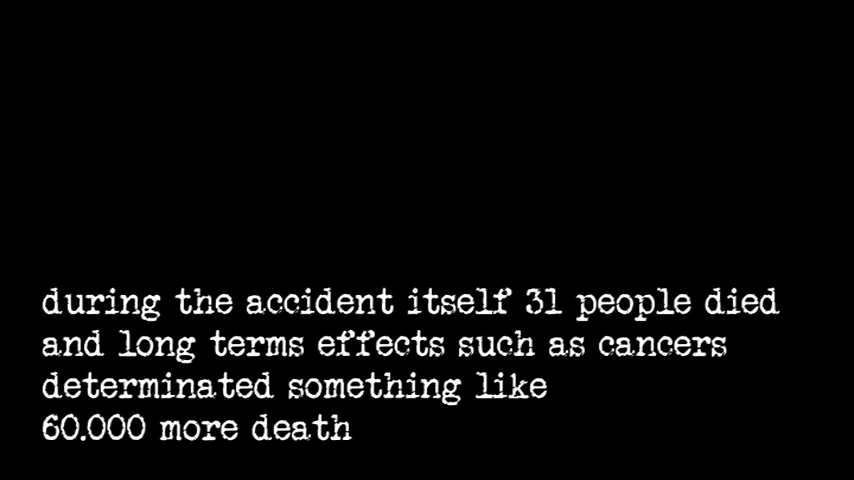 during the accident itself 31 people died
and long terms effects such as cancers
determinated something like
60.000 more death